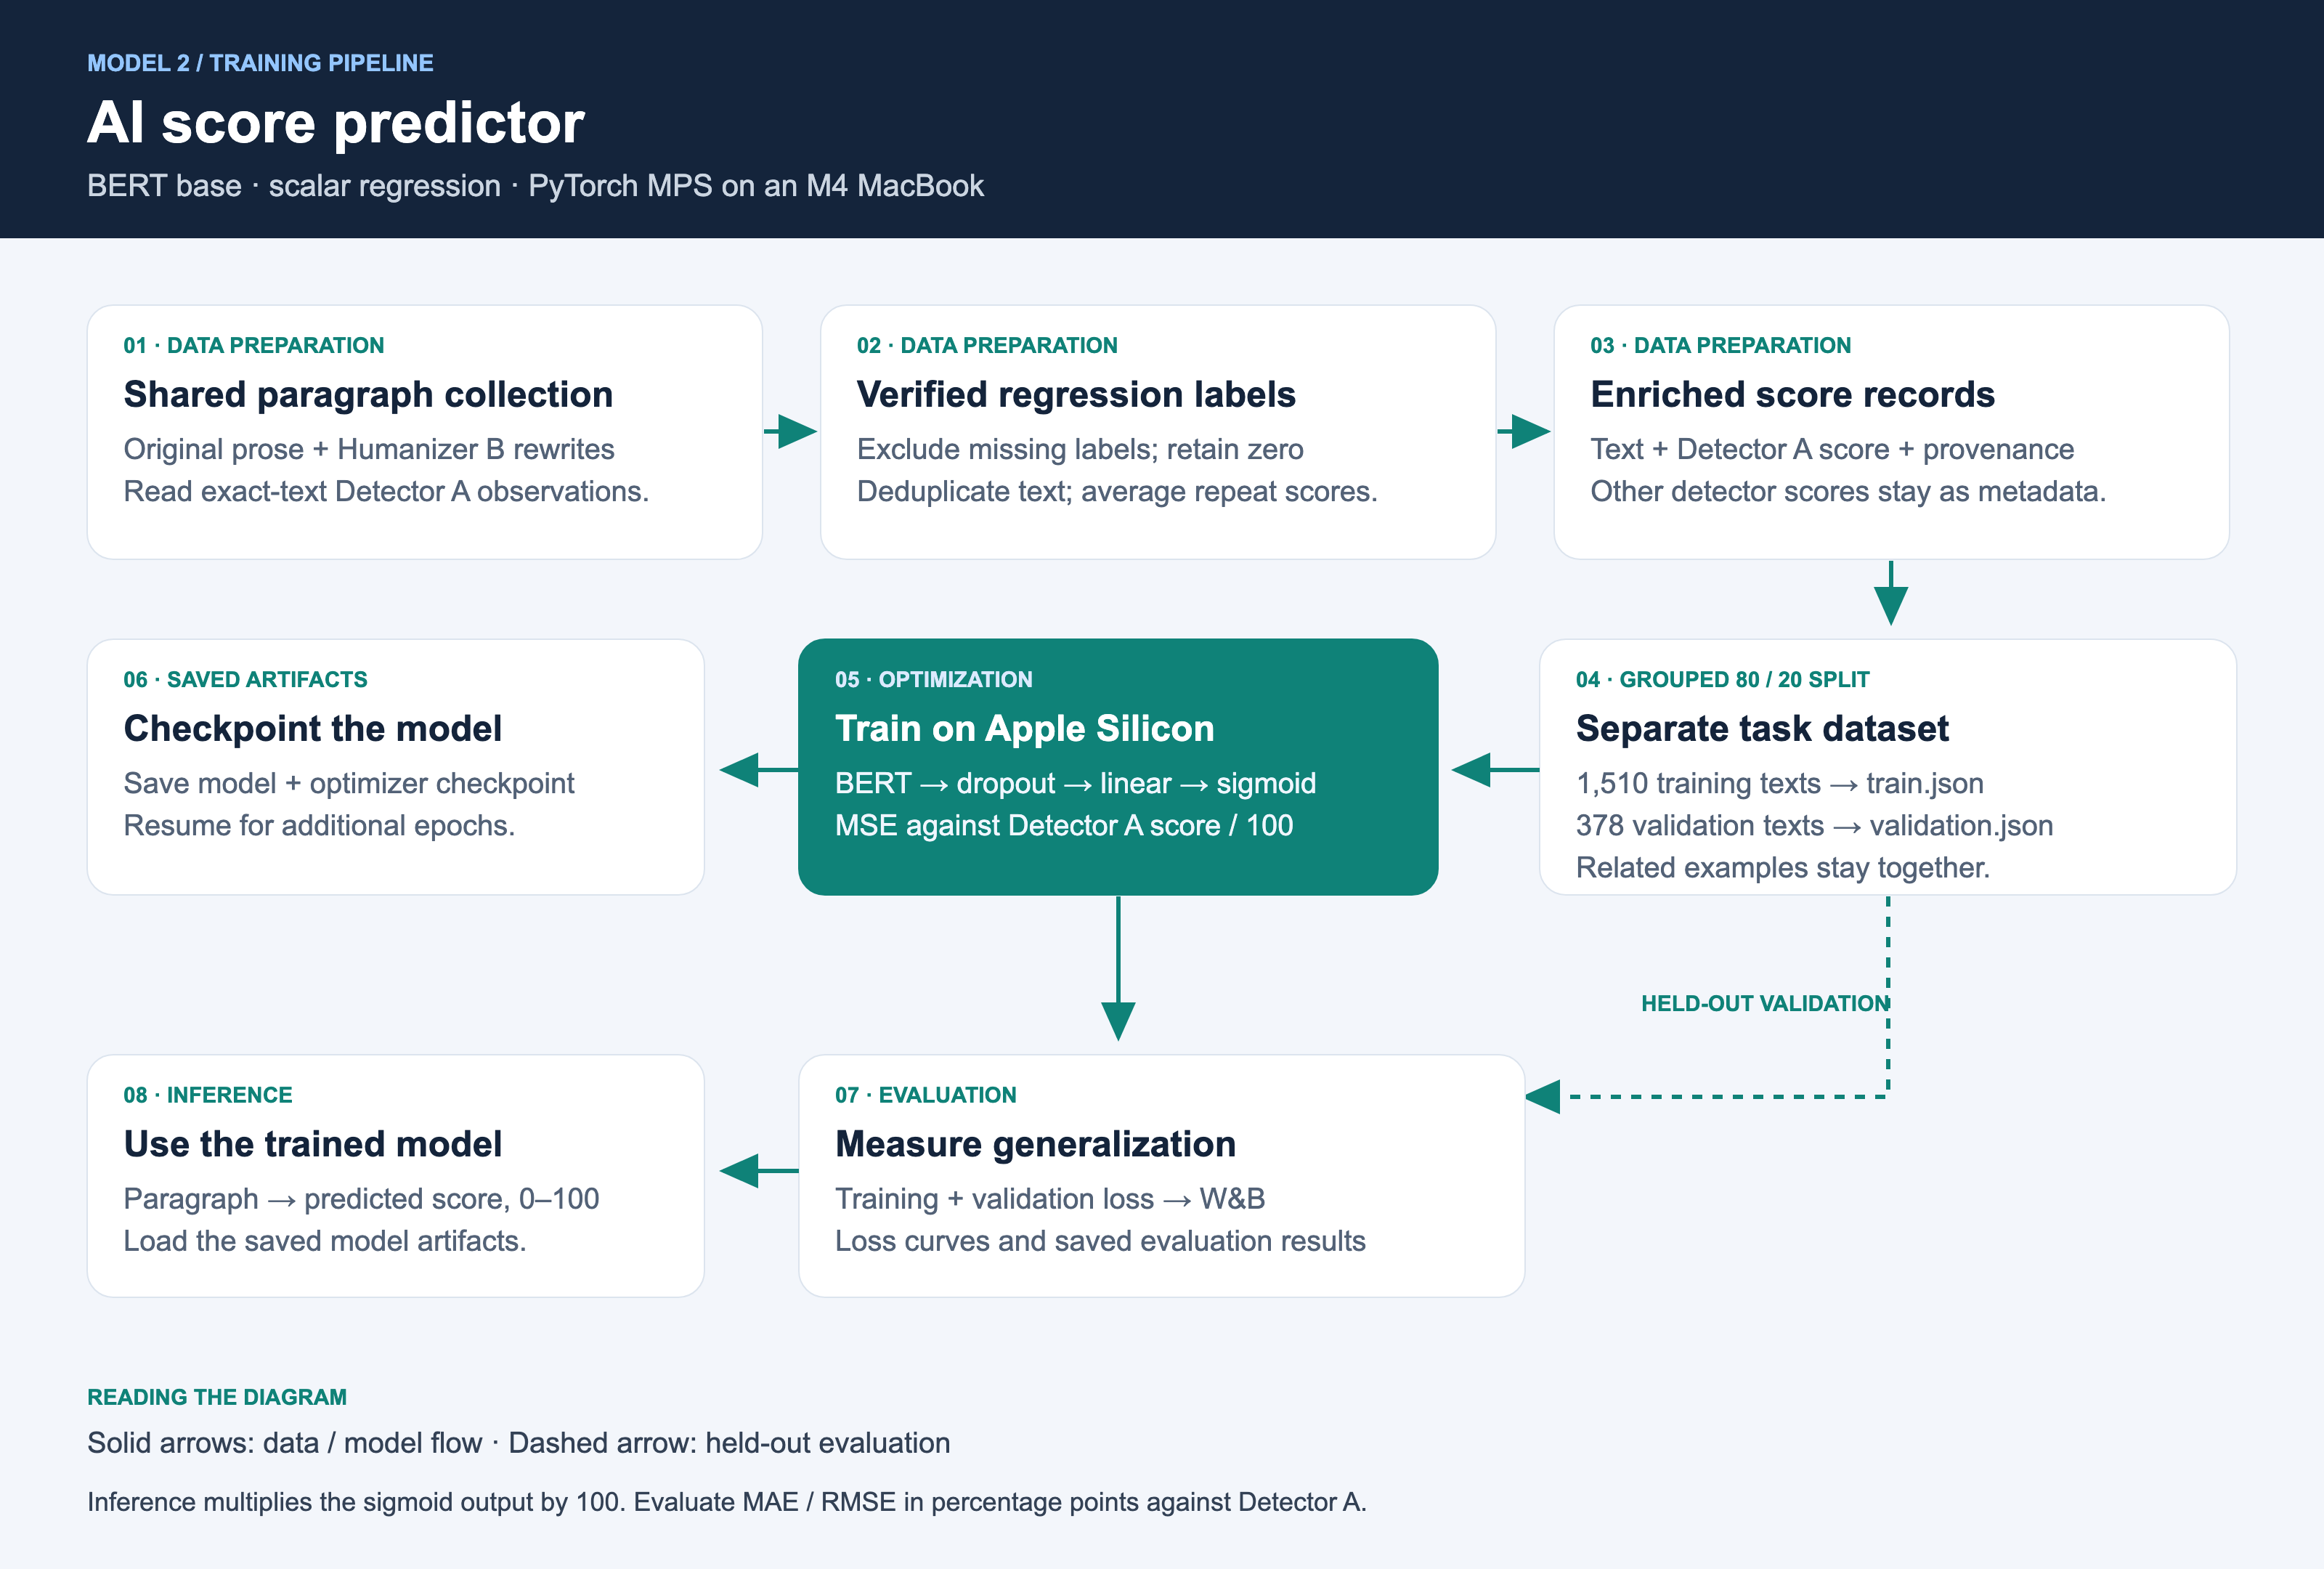 MODEL 2 / TRAINING PIPELINE
AI score predictor
BERT base · scalar regression · PyTorch MPS on an M4 MacBook
01 · DATA PREPARATION
Shared paragraph collection
Original prose + Humanizer B rewrites
Read exact-text Detector A observations.
02 · DATA PREPARATION
Verified regression labels
Exclude missing labels; retain zero
Deduplicate text; average repeat scores.
03 · DATA PREPARATION
Enriched score records
Text + Detector A score + provenance
Other detector scores stay as metadata.
04 · GROUPED 80 / 20 SPLIT
Separate task dataset
1,510 training texts → train.json
378 validation texts → validation.json
Related examples stay together.
05 · OPTIMIZATION
Train on Apple Silicon
BERT → dropout → linear → sigmoid
MSE against Detector A score / 100
06 · SAVED ARTIFACTS
Checkpoint the model
Save model + optimizer checkpoint
Resume for additional epochs.
HELD-OUT VALIDATION
07 · EVALUATION
Measure generalization
Training + validation loss → W&B
Loss curves and saved evaluation results
08 · INFERENCE
Use the trained model
Paragraph → predicted score, 0–100
Load the saved model artifacts.
READING THE DIAGRAM
Solid arrows: data / model flow · Dashed arrow: held-out evaluation
Inference multiplies the sigmoid output by 100. Evaluate MAE / RMSE in percentage points against Detector A.